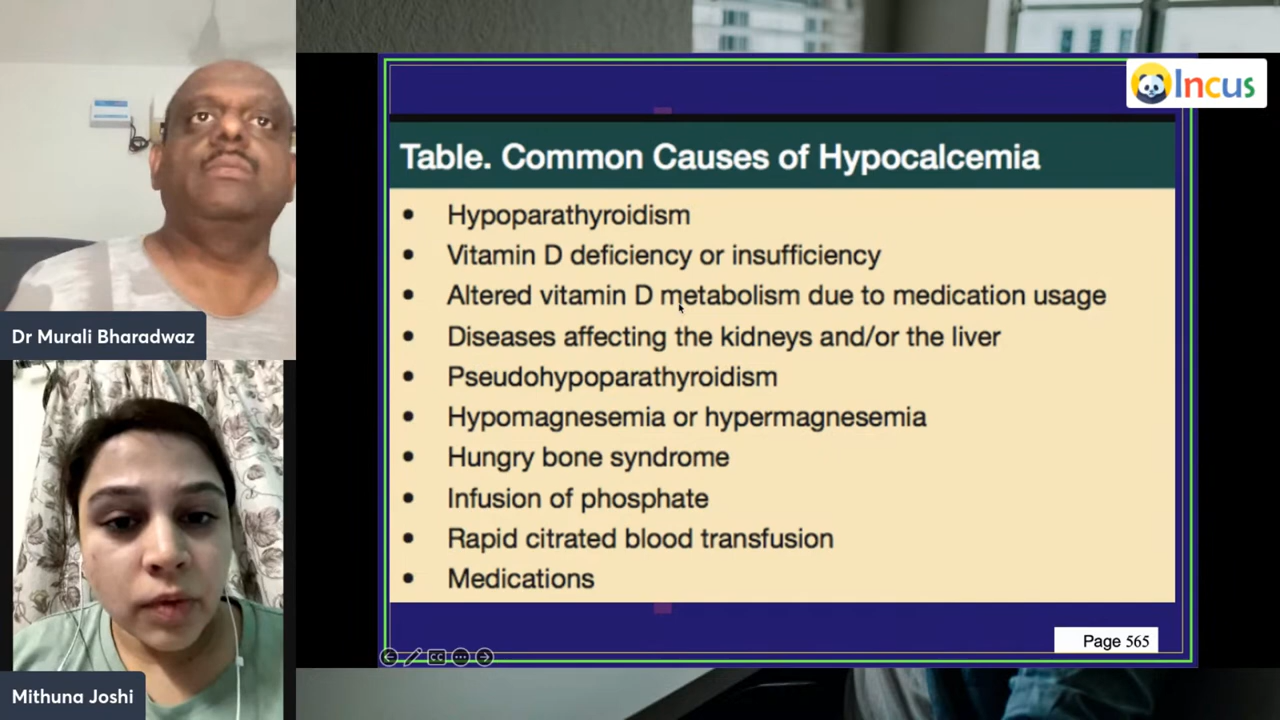 Incus
Table. Common Causes of Hypocalcemia
• Hypoparathyroidism
• Vitamin D deficiency or insufficiency
• Altered vitamin D metabolism due to medication usage
• Diseases affecting the kidneys and/or the liver
• Pseudohypoparathyroidism
• Hypomagnesemia or hypermagnesemia
• Hungry bone syndrome
• Infusion of phosphate
• Rapid citrated blood transfusion
• Medications
Page 565
CC
Dr Murali Bharadwaz
Mithuna Joshi